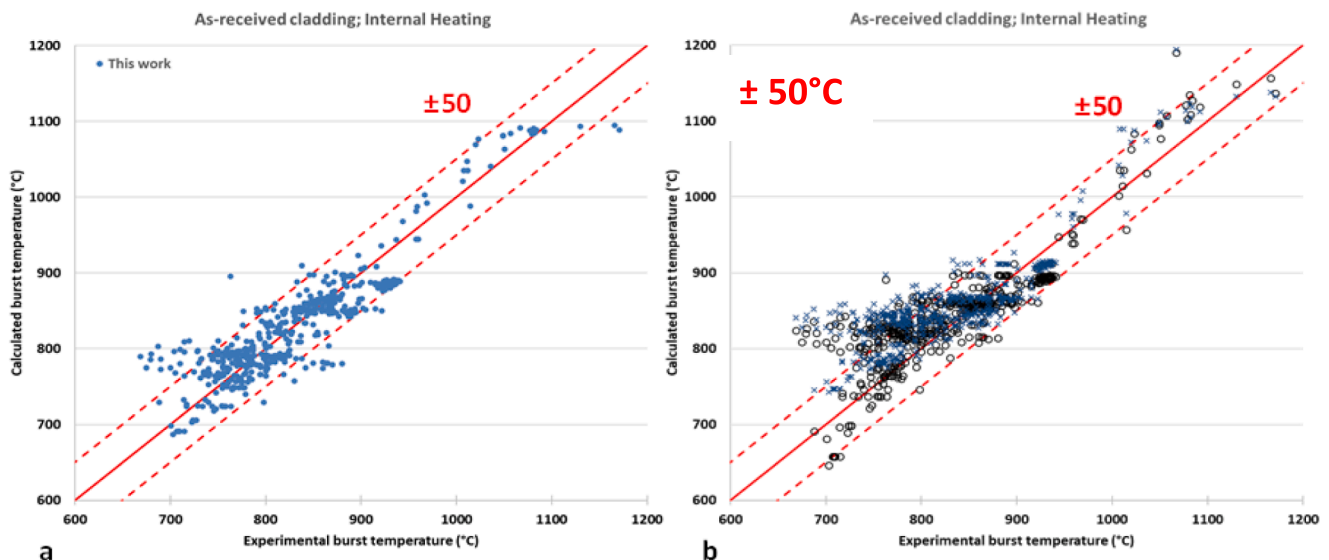 As-received cladding; Internal Heating
1200
1100
1000
900
800
700
600
600 700 800 900 1000 1100 1200
Calculated burst temperature (°C)
Experimental burst temperature (°C)
This work
±50
a
As-received cladding; Internal Heating
1200
1100
1000
900
800
700
600
600 700 800 900 1000 1100 1200
Calculated burst temperature (°C)
Experimental burst temperature (°C)
± 50°C
±50
b